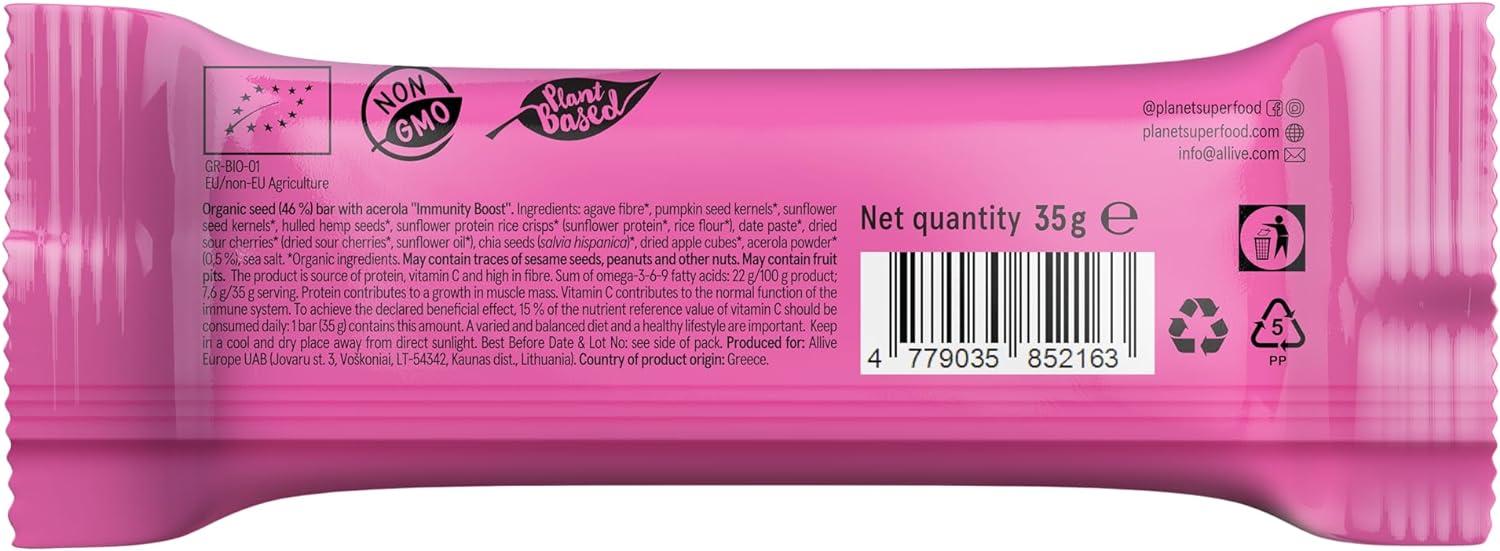 NON
GMO
Plant
Based
GR-BIO-01
EU/non-EU Agriculture
@planetsuperfood
planetsuperfood.com
info@allive.com
Organic seed (46 %) bar with acerola "Immunity Boost". Ingredients: agave fibre*, pumpkin seed kernels*, sunflower
seed kernels*, hulled hemp seeds*, sunflower protein rice crisps* (sunflower protein*, rice flour*), date paste*, dried
sour cherries* (dried sour cherries*, sunflower oil*), chia seeds (salvia hispanica)*, dried apple cubes*, acerola powder*
(0,5 %), sea salt. *Organic ingredients. May contain traces of sesame seeds, peanuts and other nuts. May contain fruit
pits. The product is source of protein, vitamin C and high in fibre. Sum of omega-3-6-9 fatty acids: 22 g/100 g product;
7,6 g/35 g serving. Protein contributes to a growth in muscle mass. Vitamin C contributes to the normal function of the
immune system. To achieve the declared beneficial effect, 15 % of the nutrient reference value of vitamin C should be
consumed daily: 1 bar (35 g) contains this amount. A varied and balanced diet and a healthy lifestyle are important. Keep
in a cool and dry place away from direct sunlight. Best Before Date & Lot No: see side of pack. Produced for: Allive
Europe UAB (Jovaru st. 3, Voškoniai, LT-54342, Kaunas dist., Lithuania). Country of product origin: Greece.
Net quantity 35 g ℮
4 779035 852163
5
PP